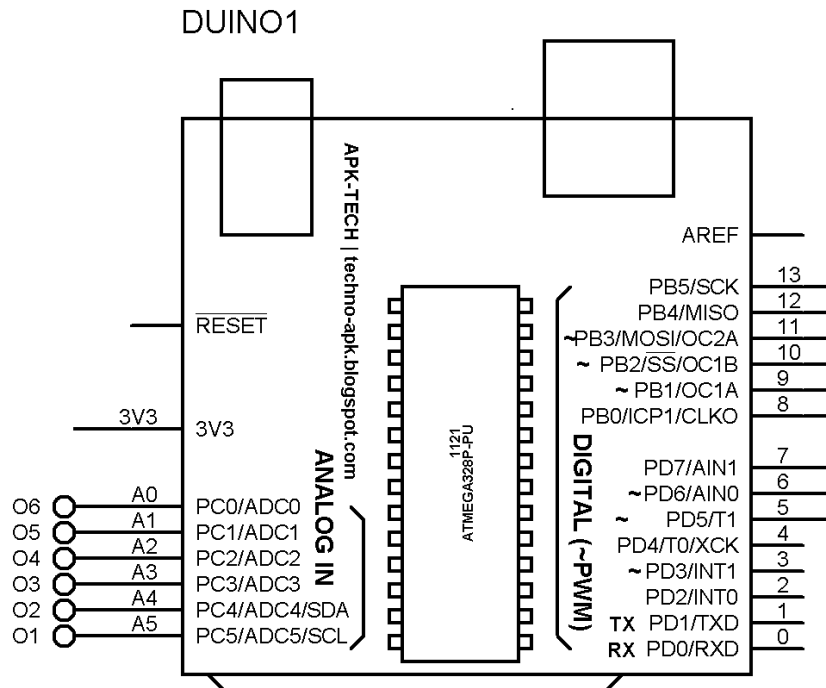 DUINO1
APK-TECH | techno-apk.blogspot.com
AREF
PB5/SCK 13
PB4/MISO 12
~PB3/MOSI/OC2A 11
~ PB2/SS/OC1B 10
~ PB1/OC1A 9
PB0/ICP1/CLKO 8
PD7/AIN1 7
~PD6/AIN0 6
~ PD5/T1 5
PD4/T0/XCK 4
~PD3/INT1 3
PD2/INT0 2
TX PD1/TXD 1
RX PD0/RXD 0
DIGITAL (~PWM)
1121
ATMEGA328P-PU
RESET
3V3 3V3
ANALOG IN
O6 A0 PC0/ADC0
O5 A1 PC1/ADC1
O4 A2 PC2/ADC2
O3 A3 PC3/ADC3
O2 A4 PC4/ADC4/SDA
O1 A5 PC5/ADC5/SCL